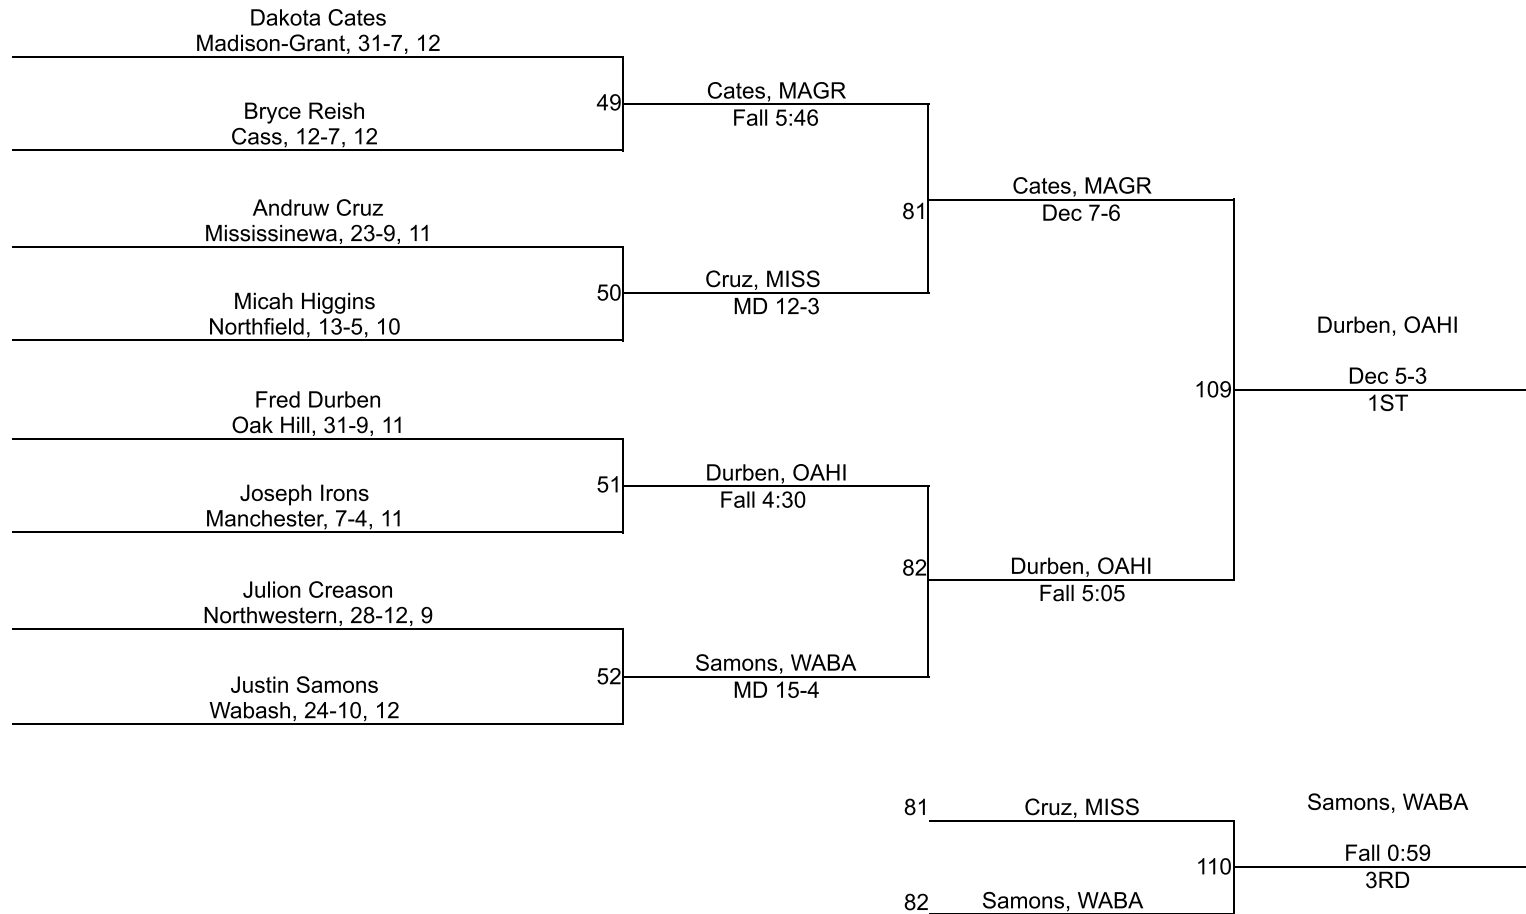 Dakota Cates
Madison-Grant, 31-7, 12
49
Cates, MAGR
Fall 5:46
Bryce Reish
Cass, 12-7, 12
81
Cates, MAGR
Dec 7-6
Andruw Cruz
Mississinewa, 23-9, 11
50
Cruz, MISS
MD 12-3
Micah Higgins
Northfield, 13-5, 10
109
Durben, OAHI
Dec 5-3
1ST
Fred Durben
Oak Hill, 31-9, 11
51
Durben, OAHI
Fall 4:30
Joseph Irons
Manchester, 7-4, 11
82
Durben, OAHI
Fall 5:05
Julion Creason
Northwestern, 28-12, 9
52
Samons, WABA
MD 15-4
Justin Samons
Wabash, 24-10, 12
81
Cruz, MISS
110
Samons, WABA
Fall 0:59
3RD
82
Samons, WABA